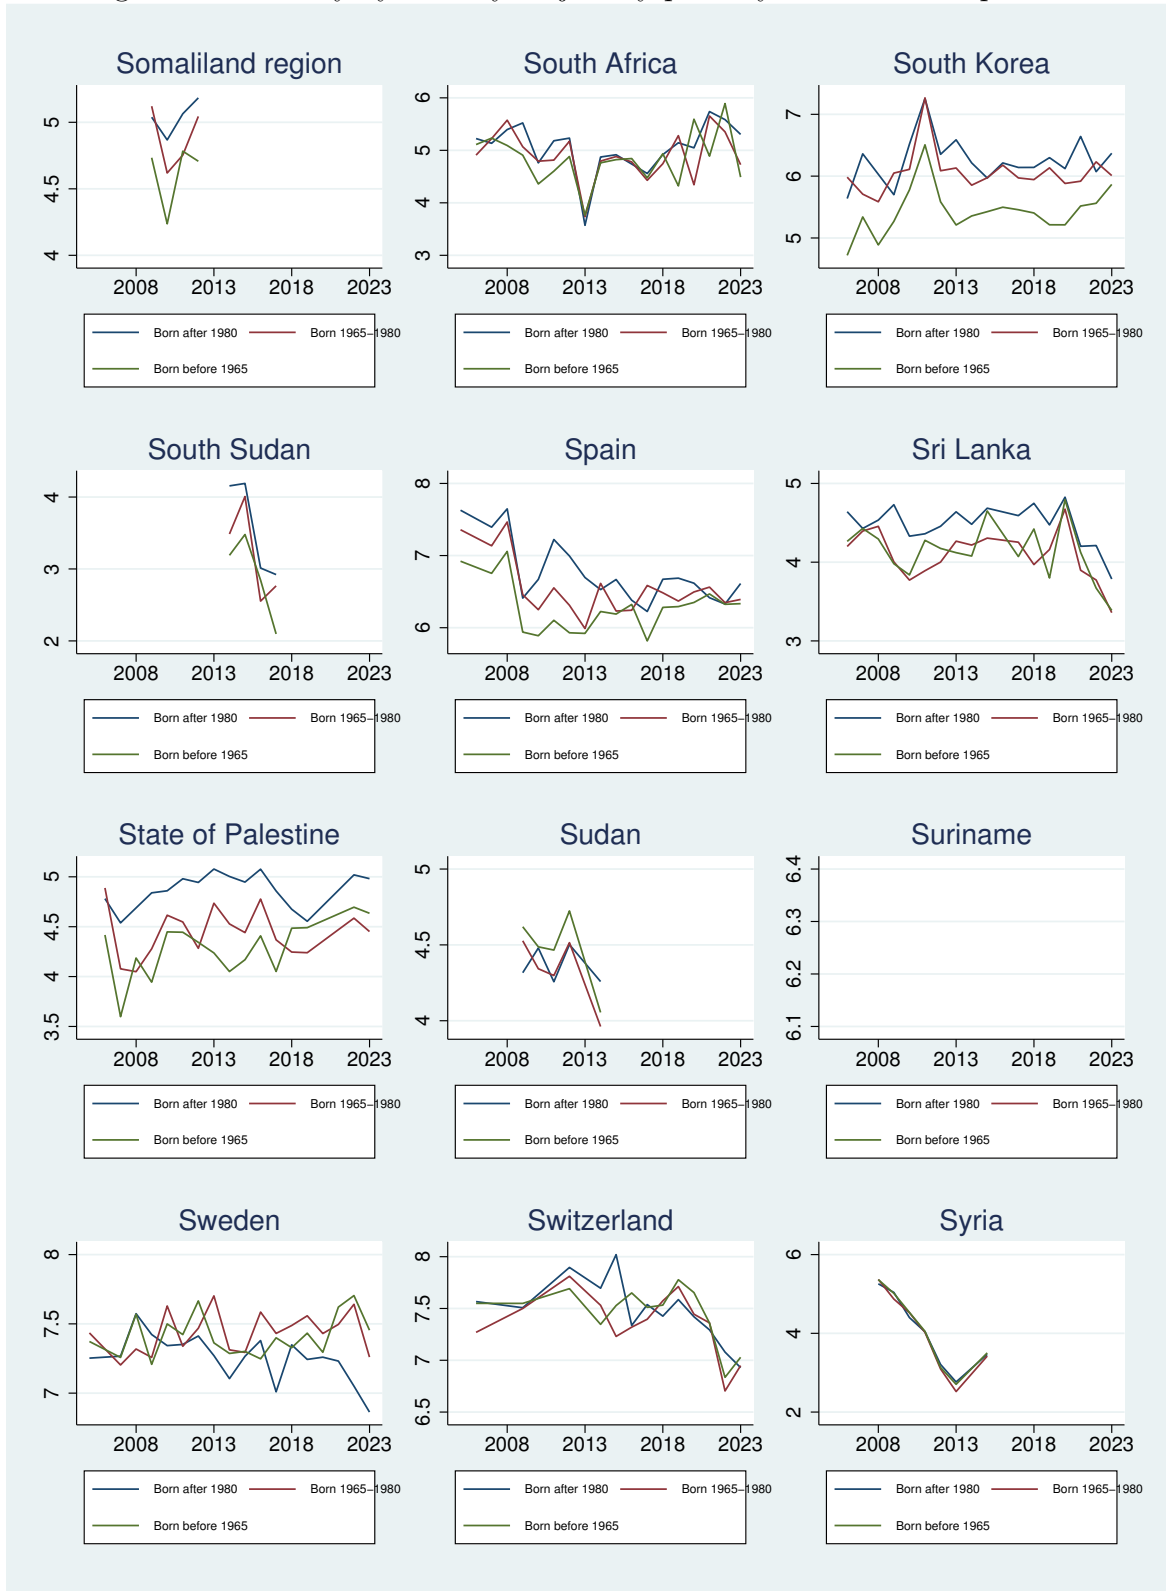 Somaliland region South Africa South Korea
5 4.5 4
6 5 4 3
7 6 5
2008 2013 2018 2023 2008 2013 2018 2023 2008 2013 2018 2023
Born after 1980 Born 1965–1980 Born after 1980 Born 1965–1980 Born after 1980 Born 1965–1980
Born before 1965 Born before 1965 Born before 1965
South Sudan Spain Sri Lanka
4 3 2
8 7 6
5 4 3
2008 2013 2018 2023 2008 2013 2018 2023 2008 2013 2018 2023
Born after 1980 Born 1965–1980 Born after 1980 Born 1965–1980 Born after 1980 Born 1965–1980
Born before 1965 Born before 1965 Born before 1965
State of Palestine Sudan Suriname
5 4.5 4 3.5
5 4.5 4
6.4 6.3 6.2 6.1
2008 2013 2018 2023 2008 2013 2018 2023 2008 2013 2018 2023
Born after 1980 Born 1965–1980 Born after 1980 Born 1965–1980 Born after 1980 Born 1965–1980
Born before 1965 Born before 1965 Born before 1965
Sweden Switzerland Syria
8 7.5 7
8 7.5 7 6.5
6 4 2
2008 2013 2018 2023 2008 2013 2018 2023 2008 2013 2018 2023
Born after 1980 Born 1965–1980 Born after 1980 Born 1965–1980 Born after 1980 Born 1965–1980
Born before 1965 Born before 1965 Born before 1965